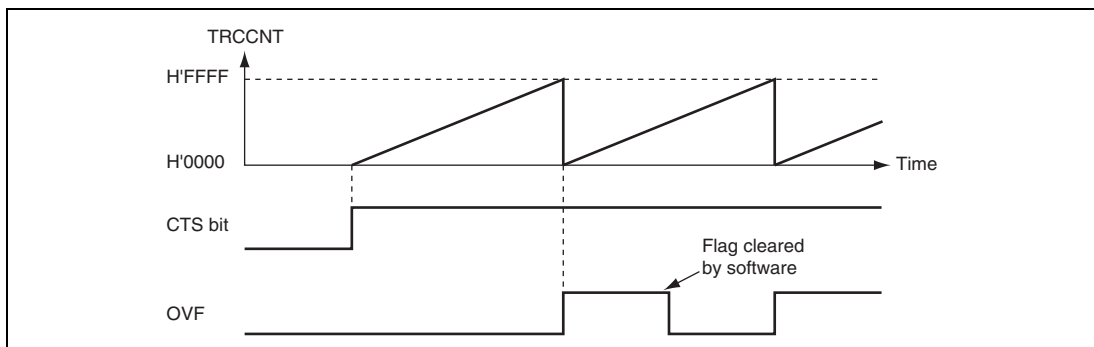 TRCCNT
H'FFFF
H'0000
Time
CTS bit
Flag cleared
by software
OVF